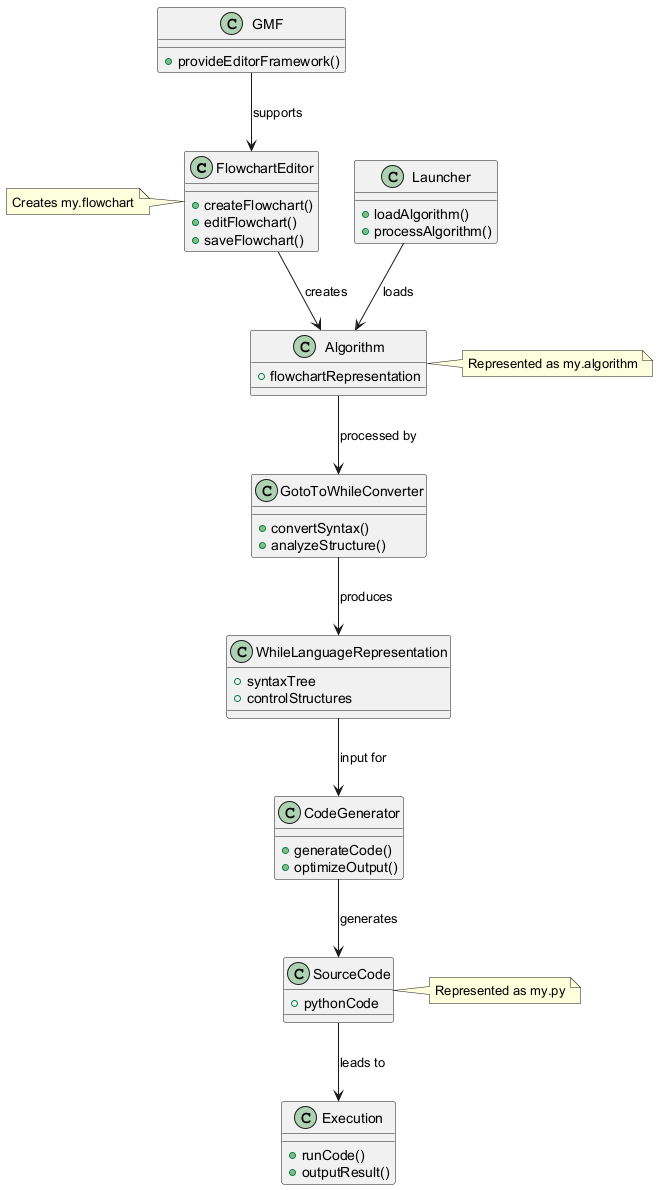 C GMF
provideEditorFramework()
supports
C FlowchartEditor
createFlowchart()
editFlowchart()
saveFlowchart()
Creates my.flowchart
C Launcher
loadAlgorithm()
processAlgorithm()
creates
loads
C Algorithm
flowchartRepresentation
Represented as my.algorithm
processed by
C GotoToWhileConverter
convertSyntax()
analyzeStructure()
produces
C WhileLanguageRepresentation
syntaxTree
controlStructures
input for
C CodeGenerator
generateCode()
optimizeOutput()
generates
C SourceCode
pythonCode
Represented as my.py
leads to
C Execution
runCode()
outputResult()